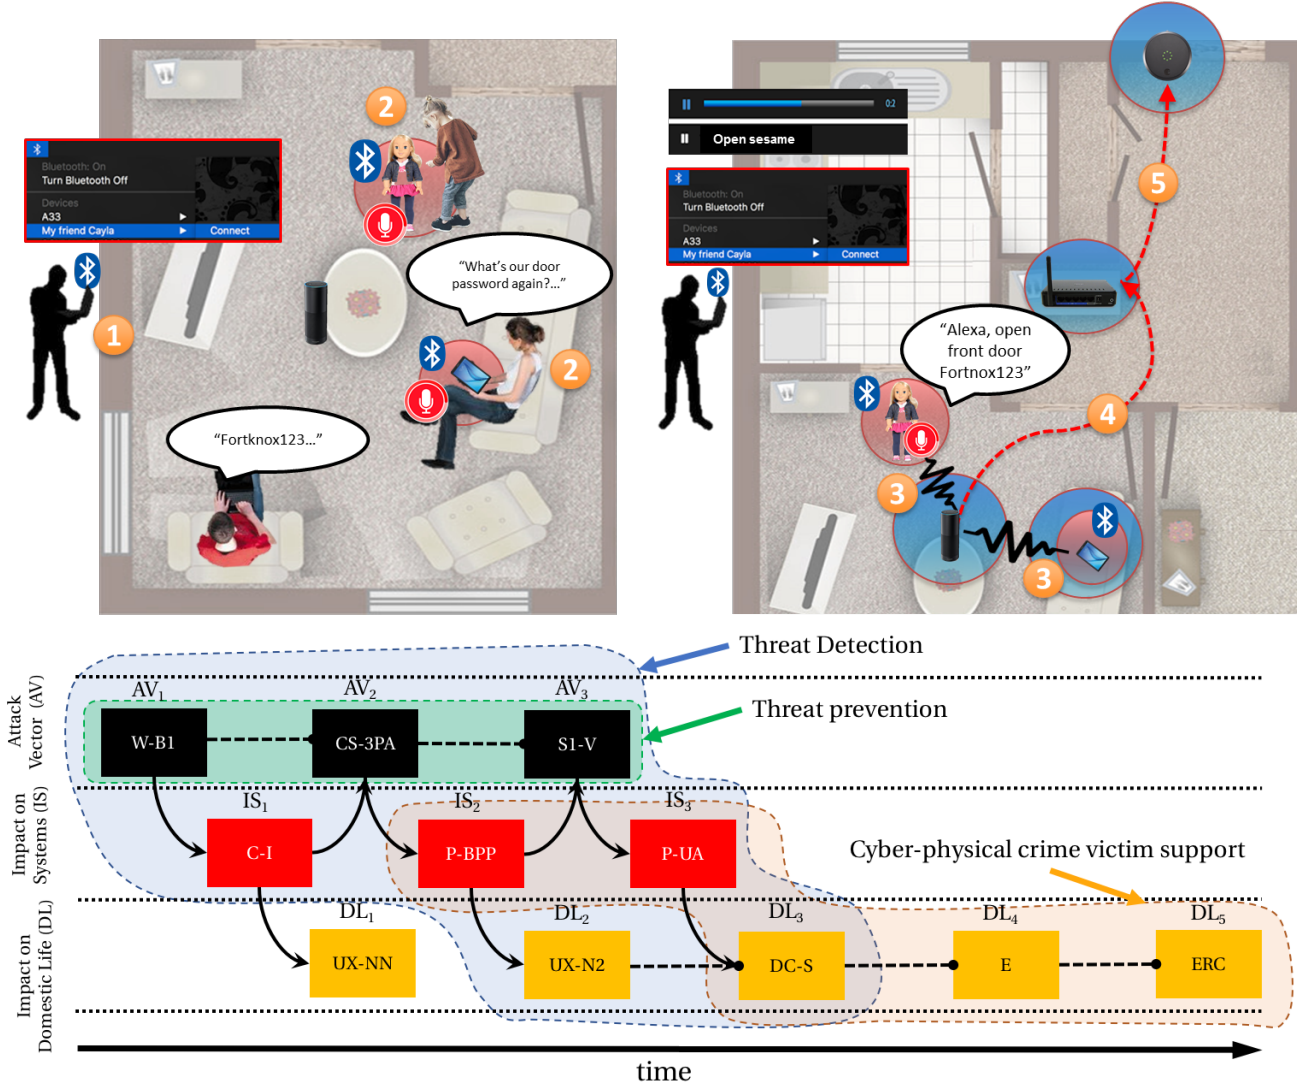 Bluetooth: On
Turn Bluetooth Off
Devices
A33
My friend Cayla
Connect
1
2
“What’s our door
password again?...”
2
“Fortknox123...”
0:2
Open sesame
Bluetooth: On
Turn Bluetooth Off
Devices
A33
My friend Cayla
Connect
5
“Alexa, open
front door
Fortnox123”
4
3
3
Threat Detection
Threat prevention
Cyber-physical crime victim support
Attack
Vector (AV)
AV1
AV2
AV3
W-B1
CS-3PA
S1-V
Impact on
Systems (IS)
IS1
IS2
IS3
C-I
P-BPP
P-UA
Impact on
Domestic Life (DL)
DL1
DL2
DL3
DL4
DL5
UX-NN
UX-N2
DC-S
E
ERC
time